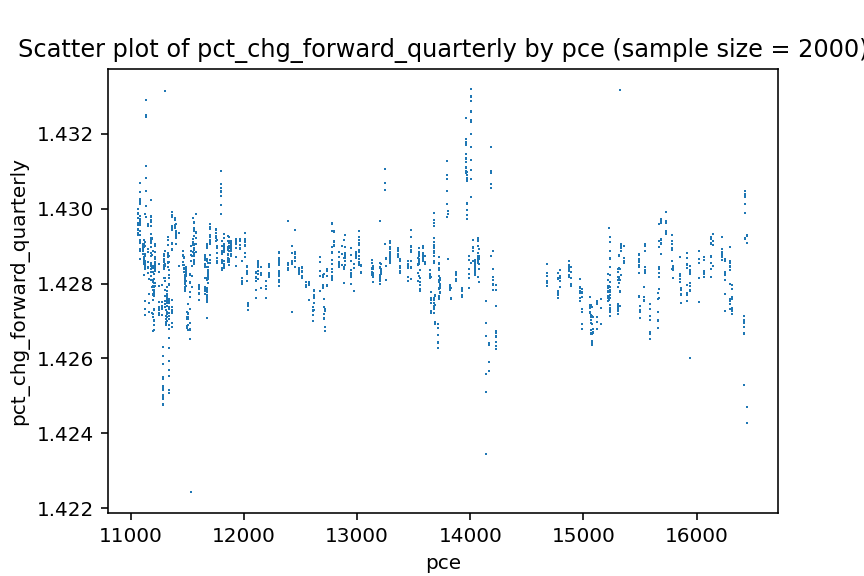 Scatter plot of pct_chg_forward_quarterly by pce (sample size = 2000)
pct_chg_forward_quarterly
1.432
1.430
1.428
1.426
1.424
1.422
11000 12000 13000 14000 15000 16000
pce